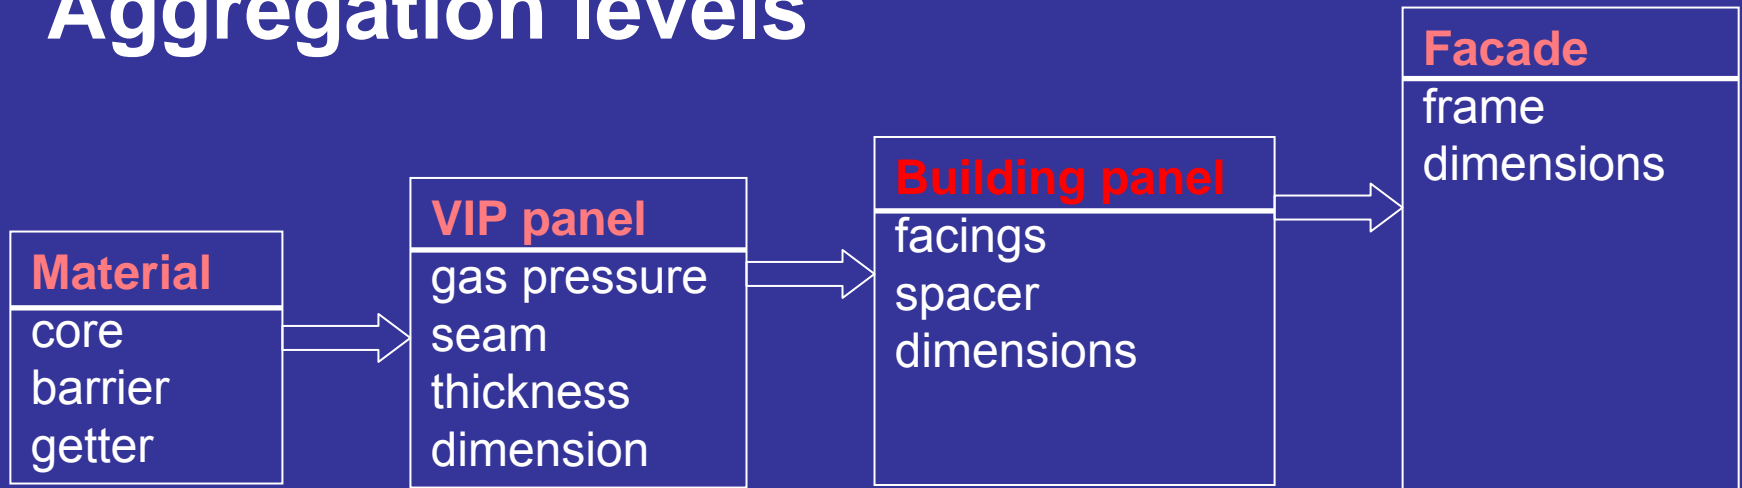 Aggregation levels
Material
core
barrier
getter
VIP panel
gas pressure
seam
thickness
dimension
Building panel
facings
spacer
dimensions
Facade
frame
dimensions